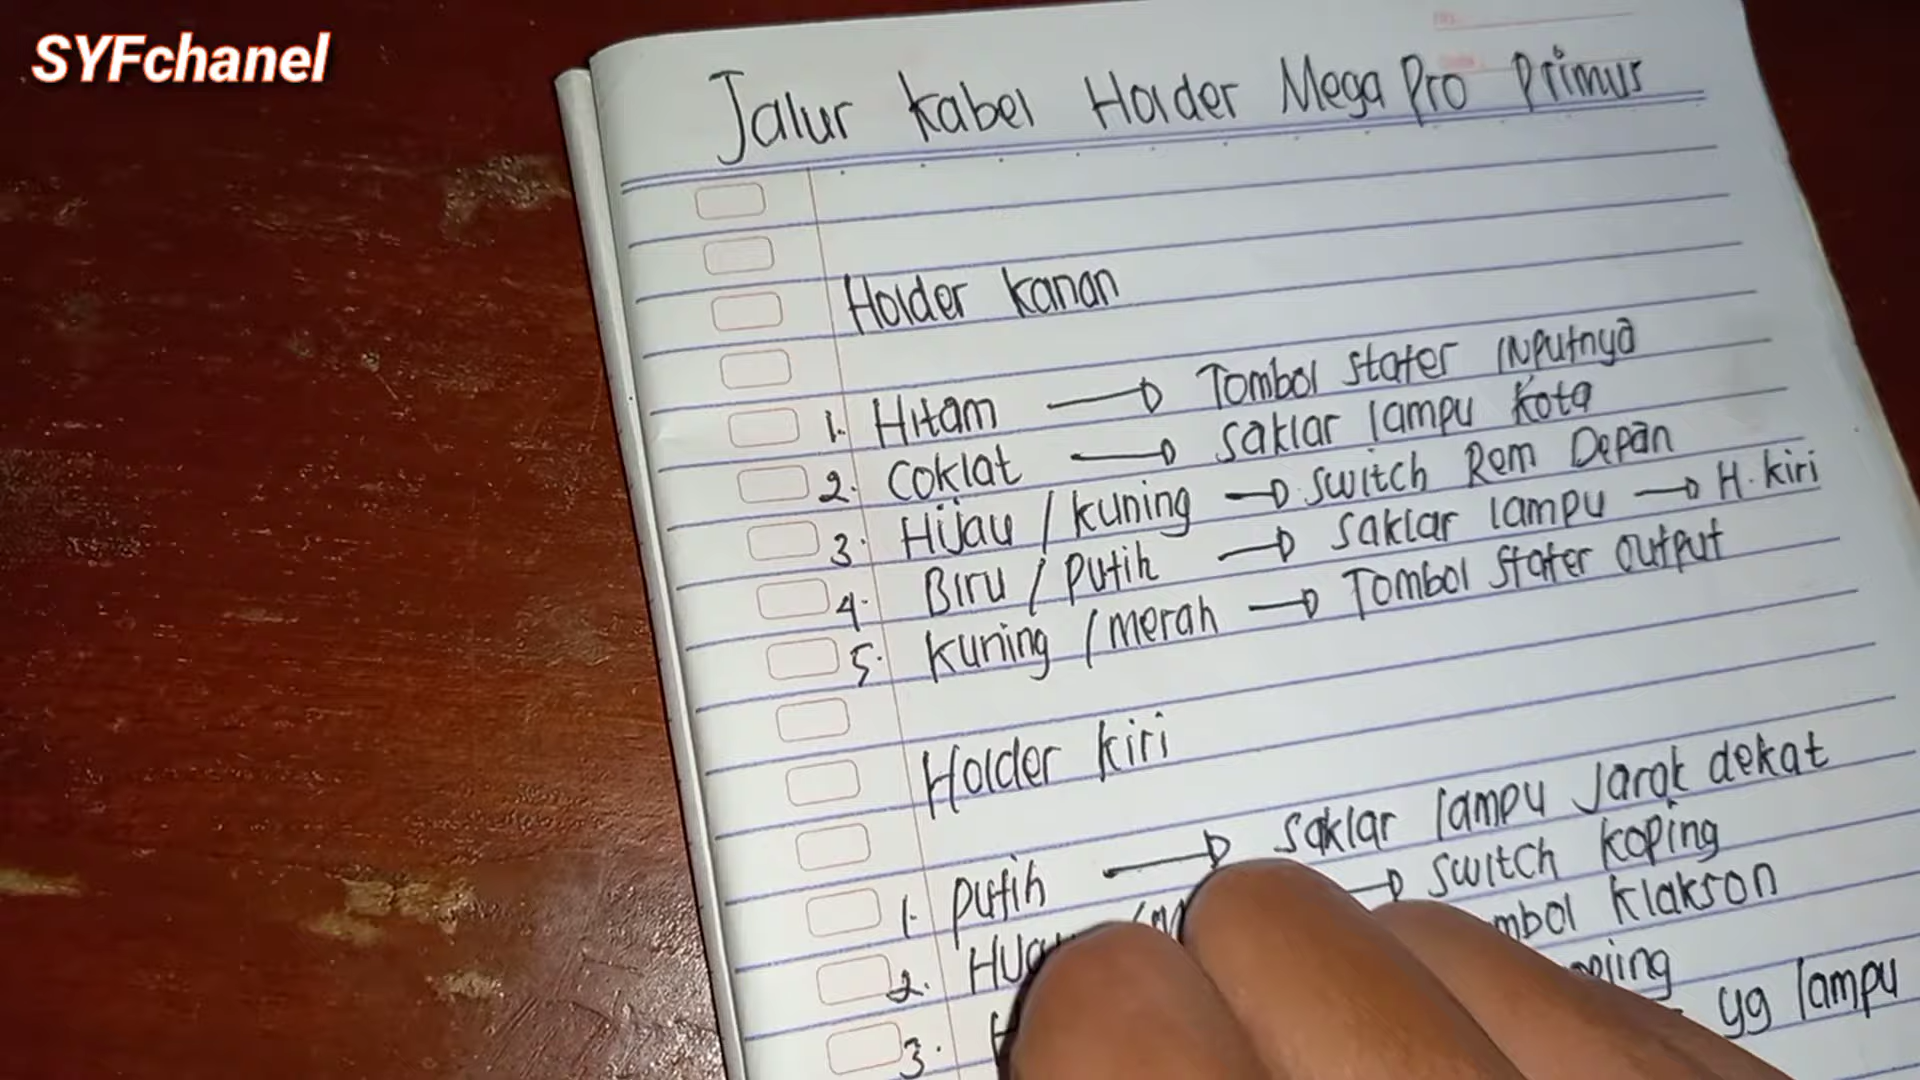 SYFchanel
Jalur Kabel Holder Mega Pro Primus
Holder Kanan
1. Hitam → Tombol Stater INPutnya
2. Coklat → Saklar lampu Kota
3. Hijau / kuning → Switch Rem Depan
4. Biru / Putih → Saklar lampu → H. kiri
5. Kuning / merah → Tombol Stater output
Holder kiri
1. Putih → Saklar lampu Jarak dekat
2. → Switch Koping
3. Klakson
yg lampu